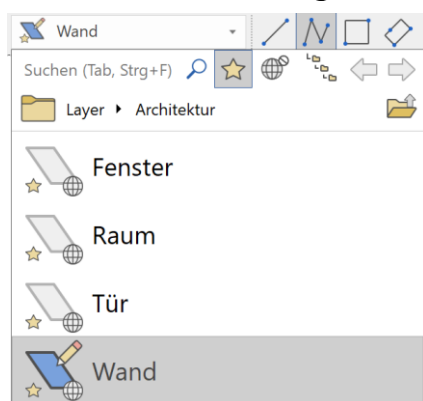 Wand
Suchen (Tab, Strg+F)
Layer ▸ Architektur
Fenster
Raum
Tür
Wand